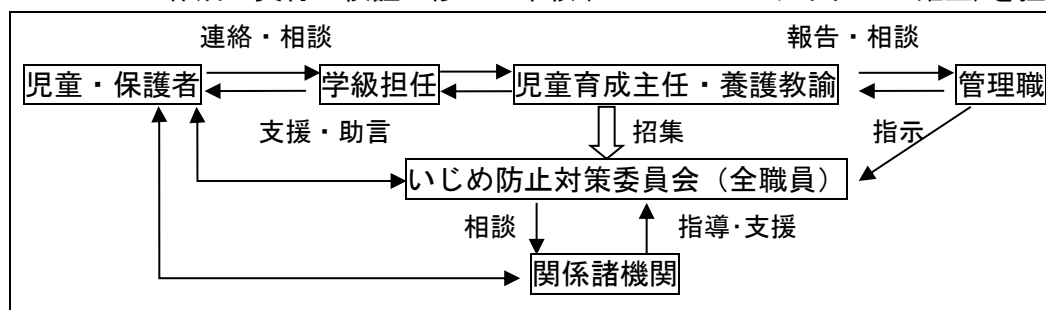 連絡・相談 報告・相談
児童・保護者 学級担任 児童育成主任・養護教諭 管理職
支援・助言 招集 指示
いじめ防止対策委員会（全職員）
相談 指導・支援
関係諸機関